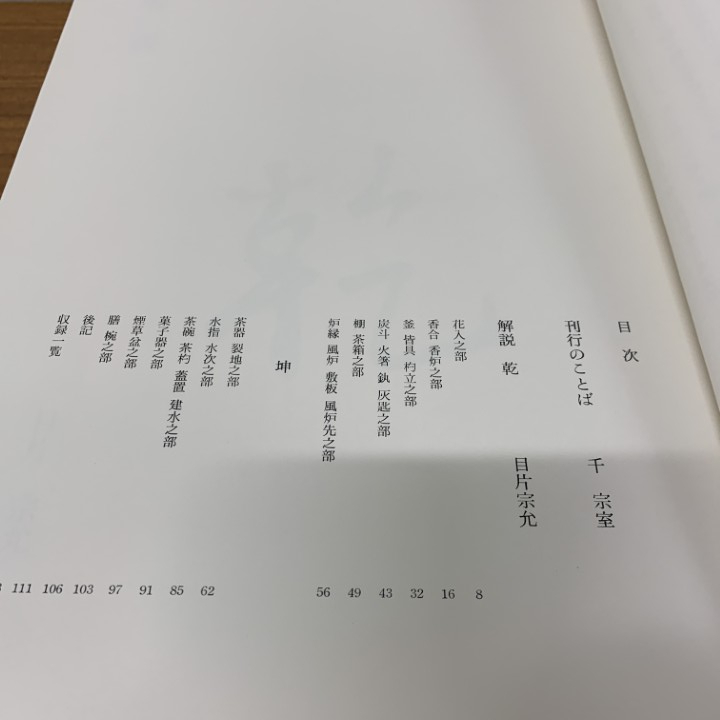 目 次
刊行のことば 千 宗室
解説 乾 目片宗允
花入之部 8
香合 香炉之部 16
釜 皆具 杓立之部 32
炭斗 火箸 釻 灰匙之部 43
棚 茶箱之部 49
炉縁 風炉 敷板 風炉先之部 56
坤
茶器 裂地之部 62
水指 水次之部 85
茶碗 茶杓 蓋置 建水之部 91
菓子器之部 97
煙草盆之部 103
膳 椀之部 106
後記 111
収録一覧